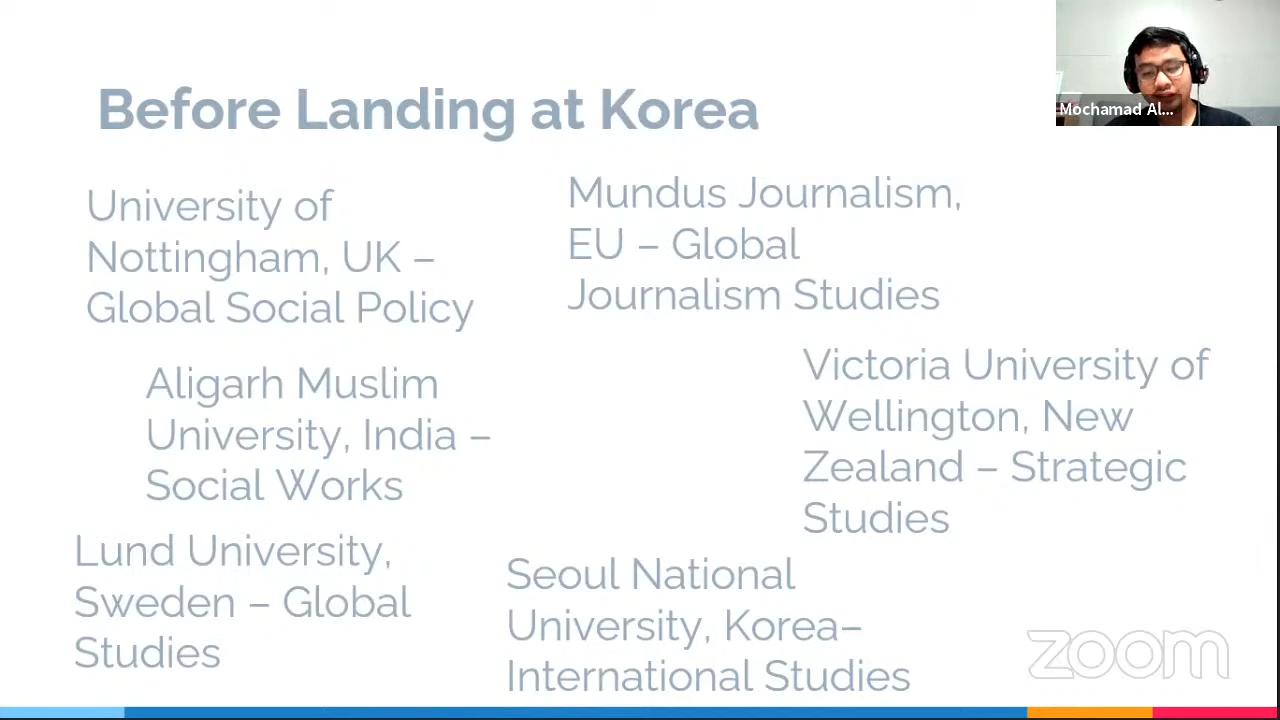 Before Landing at Korea
Mochamad Al...
University of
Nottingham, UK –
Global Social Policy
Mundus Journalism,
EU – Global
Journalism Studies
Aligarh Muslim
University, India –
Social Works
Victoria University of
Wellington, New
Zealand – Strategic
Studies
Lund University,
Sweden – Global
Studies
Seoul National
University, Korea–
International Studies
zoom